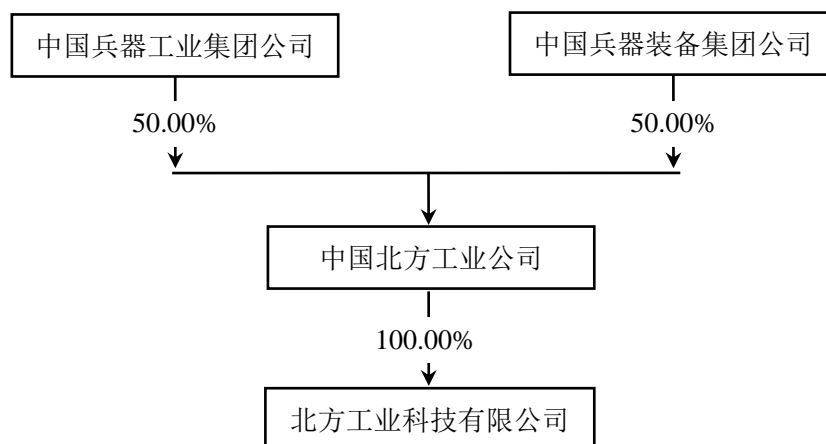 中国兵器工业集团公司
中国兵器装备集团公司
50.00%
50.00%
中国北方工业公司
100.00%
北方工业科技有限公司